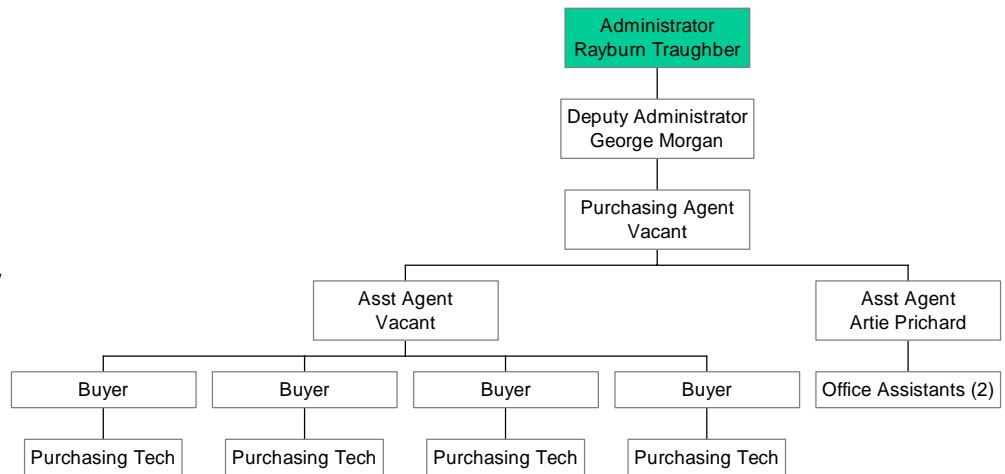 Administrator
Rayburn Traughber
Deputy Administrator
George Morgan
Purchasing Agent
Vacant
Asst Agent
Vacant
Asst Agent
Artie Prichard
Buyer
Buyer
Buyer
Buyer
Office Assistants (2)
Purchasing Tech
Purchasing Tech
Purchasing Tech
Purchasing Tech